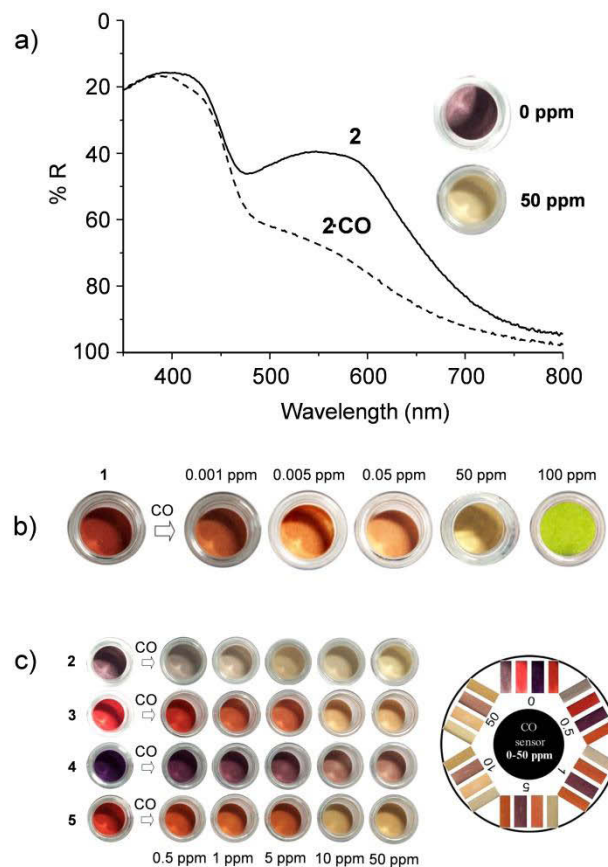 a)
0
20
40
60
80
100
% R
400
500
600
700
800
Wavelength (nm)
2
2·CO
0 ppm
50 ppm
b)
1
CO
0.001 ppm
0.005 ppm
0.05 ppm
50 ppm
100 ppm
c)
2
CO
3
CO
4
CO
5
CO
0.5 ppm
1 ppm
5 ppm
10 ppm
50 ppm
0
0.5
1
5
10
50
CO
sensor
0-50 ppm